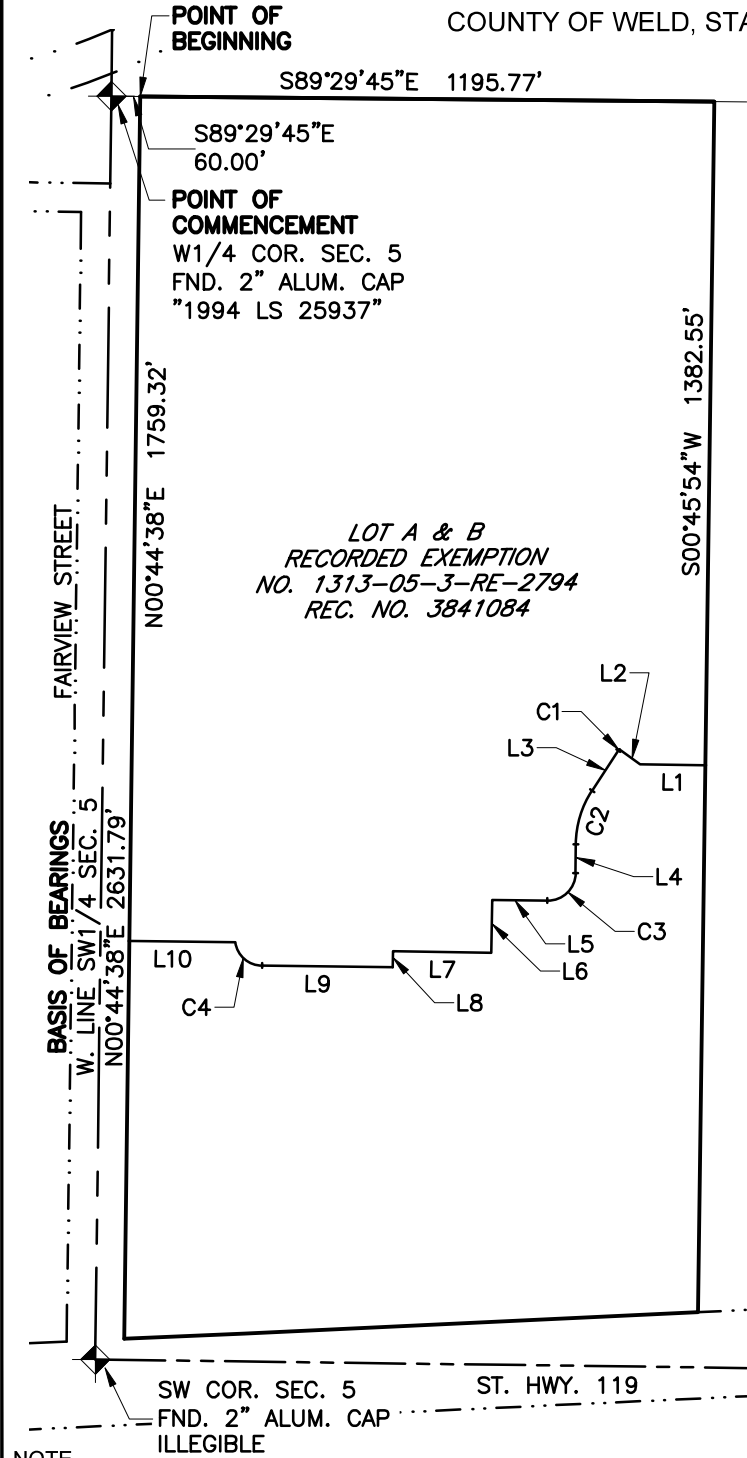 POINT OF
BEGINNING
COUNTY OF WELD, STA
S89°29'45"E 1195.77'
S89°29'45"E
60.00'
POINT OF
COMMENCEMENT
W1/4 COR. SEC. 5
FND. 2" ALUM. CAP
"1994 LS 25937"
N00°44'38"E 1759.32'
S00°45'54"W 1382.55'
FAIRVIEW STREET
LOT A & B
RECORDED EXEMPTION
NO. 1313-05-3-RE-2794
REC. NO. 3841084
L2
C1
L3
L1
C2
L4
C3
L5
L6
L7
L8
L9
L10
C4
BASIS OF BEARINGS
W. LINE SW1/4 SEC. 5
N00°44'38"E 2631.79'
SW COR. SEC. 5
FND. 2" ALUM. CAP
ILLEGIBLE
ST. HWY. 119
NOTE